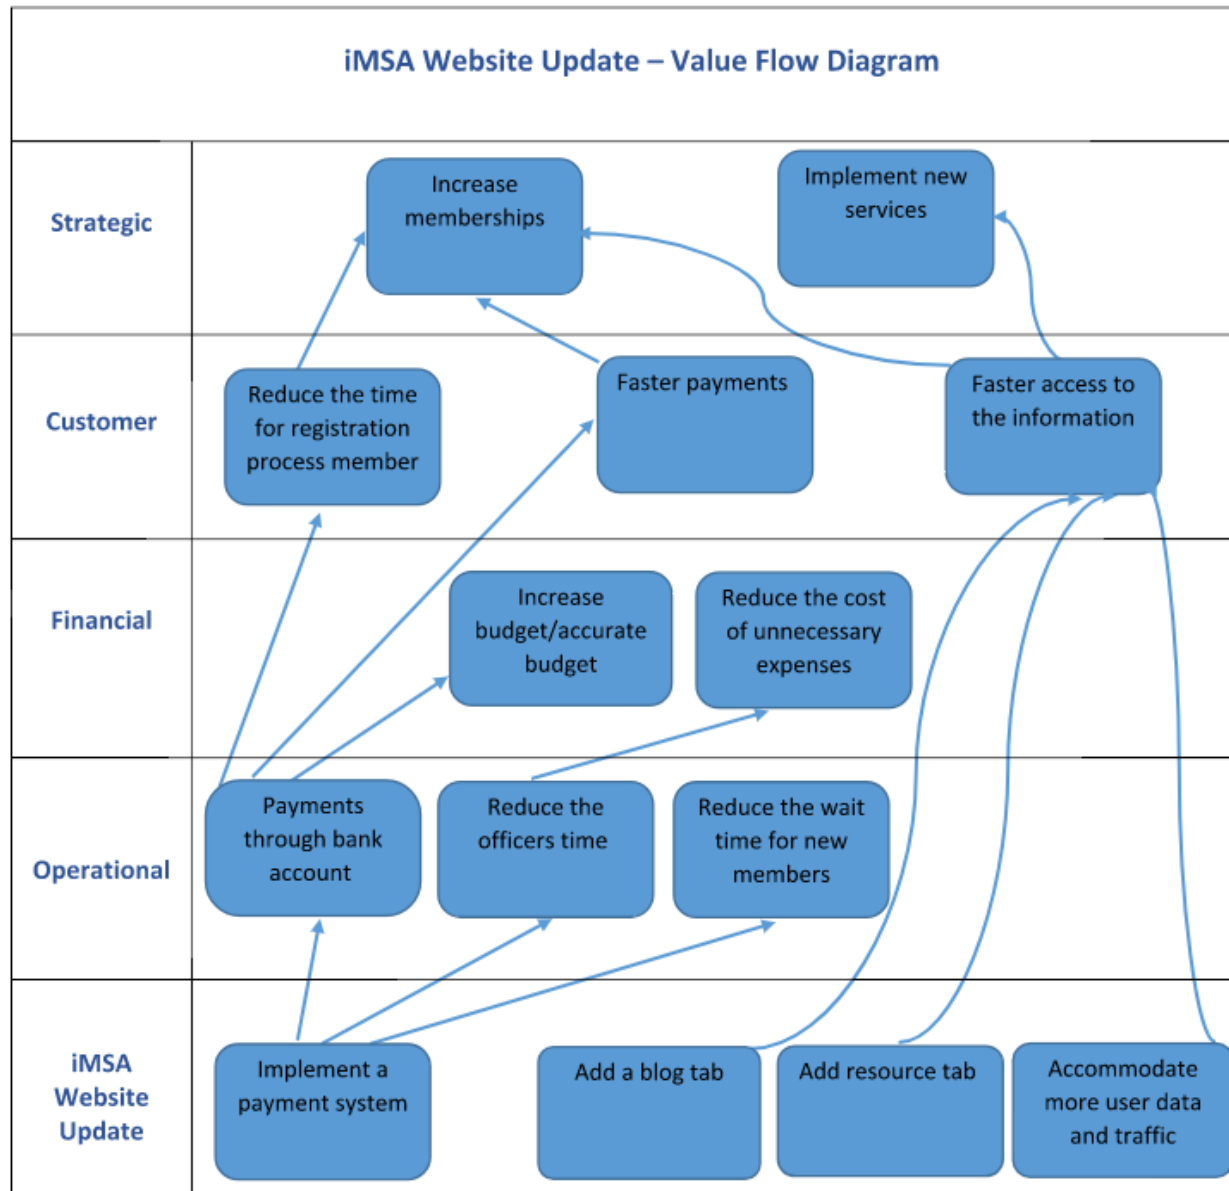 iMSA Website Update – Value Flow Diagram
Strategic
Increase
memberships
Implement new
services
Customer
Reduce the time
for registration
process member
Faster payments
Faster access to
the information
Financial
Increase
budget/accurate
budget
Reduce the cost
of unnecessary
expenses
Operational
Payments
through bank
account
Reduce the
officers time
Reduce the wait
time for new
members
iMSA
Website
Update
Implement a
payment system
Add a blog tab
Add resource tab
Accommodate
more user data
and traffic